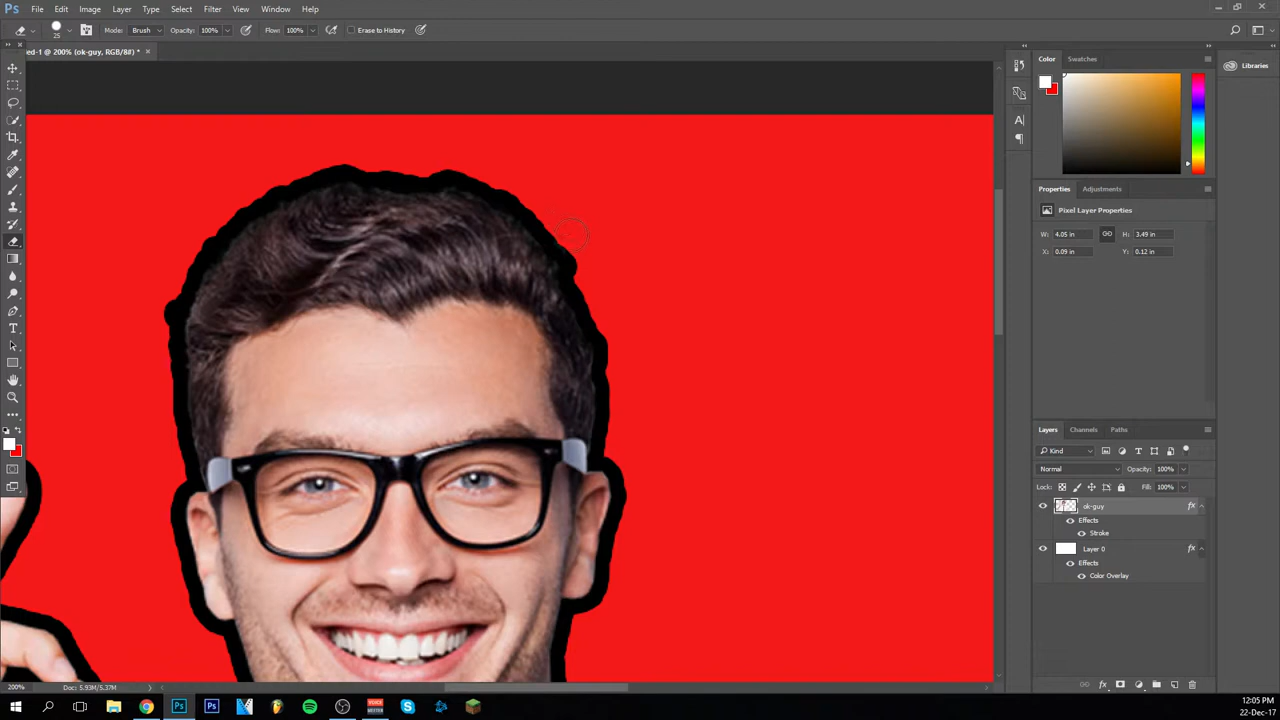 Ps File Edit Image Layer Type Select Filter View Window Help
25 Mode: Brush Opacity: 100% Flow: 100% Erase to History
ed-1 @ 200% (ok-guy, RGB/8#) * ×
Color Swatches
Libraries
Properties Adjustments
Pixel Layer Properties
W: 4.05 in H: 3.49 in
X: 0.09 in Y: 0.12 in
Layers Channels Paths
Kind
Normal Opacity: 100%
Lock: Fill: 100%
ok-guy fx
Effects
Stroke
Layer 0 fx
Effects
Color Overlay
200% Doc: 5.93M/5.37M
12:05 PM
22-Dec-17